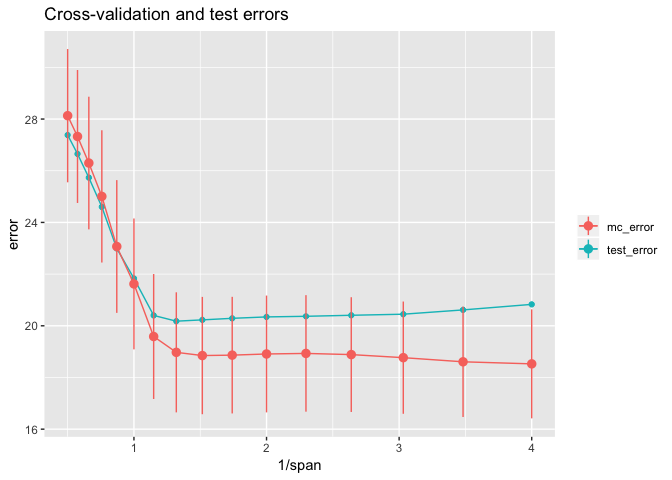 Cross-validation and test errors
error
28
24
20
16
1
2
3
4
1/span
mc_error
test_error